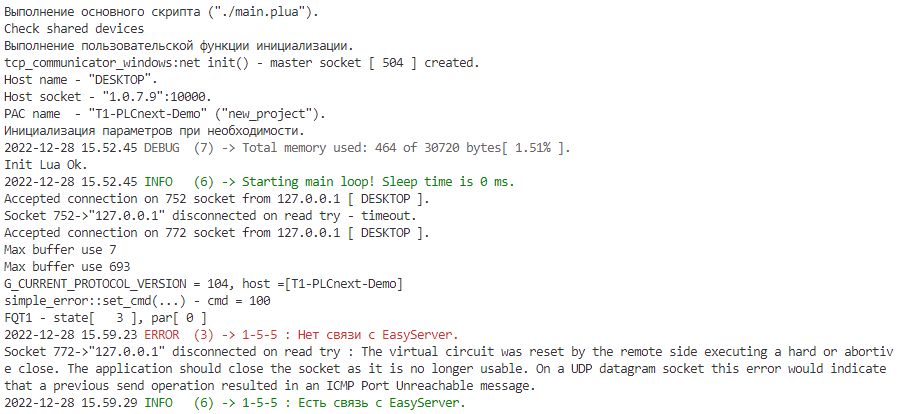 Выполнение основного скрипта ("./main.plua").
Check shared devices
Выполнение пользовательской функции инициализации.
tcp_communicator_windows:net init() - master socket [ 504 ] created.
Host name - "DESKTOP".
Host socket - "1.0.7.9":10000.
PAC name  - "T1-PLCnext-Demo" ("new_project").
Инициализация параметров при необходимости.
2022-12-28 15.52.45 DEBUG  (7) -> Total memory used: 464 of 30720 bytes[ 1.51% ].
Init Lua Ok.
2022-12-28 15.52.45 INFO   (6) -> Starting main loop! Sleep time is 0 ms.
Accepted connection on 752 socket from 127.0.0.1 [ DESKTOP ].
Socket 752->"127.0.0.1" disconnected on read try - timeout.
Accepted connection on 772 socket from 127.0.0.1 [ DESKTOP ].
Max buffer use 7
Max buffer use 693
G_CURRENT_PROTOCOL_VERSION = 104, host =[T1-PLCnext-Demo]
simple_error::set_cmd(...) - cmd = 100
FQT1 - state[   3 ], par[ 0 ]
2022-12-28 15.59.23 ERROR  (3) -> 1-5-5 : Нет связи с EasyServer.
Socket 772->"127.0.0.1" disconnected on read try : The virtual circuit was reset by the remote side executing a hard or abortiv
e close. The application should close the socket as it is no longer usable. On a UDP datagram socket this error would indicate
that a previous send operation resulted in an ICMP Port Unreachable message.
2022-12-28 15.59.29 INFO   (6) -> 1-5-5 : Есть связь с EasyServer.